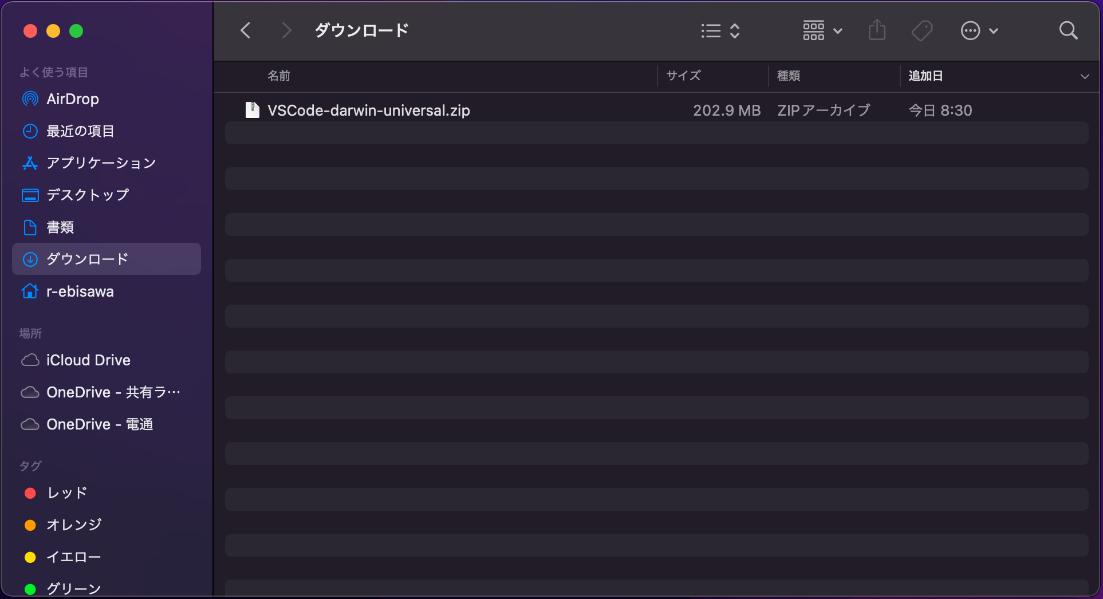 ダウンロード
よく使う項目
AirDrop
最近の項目
アプリケーション
デスクトップ
書類
ダウンロード
r-ebisawa
場所
iCloud Drive
OneDrive - 共有ラ…
OneDrive - 電通
タグ
レッド
オレンジ
イエロー
グリーン
名前 サイズ 種類 追加日
VSCode-darwin-universal.zip 202.9 MB ZIPアーカイブ 今日 8:30